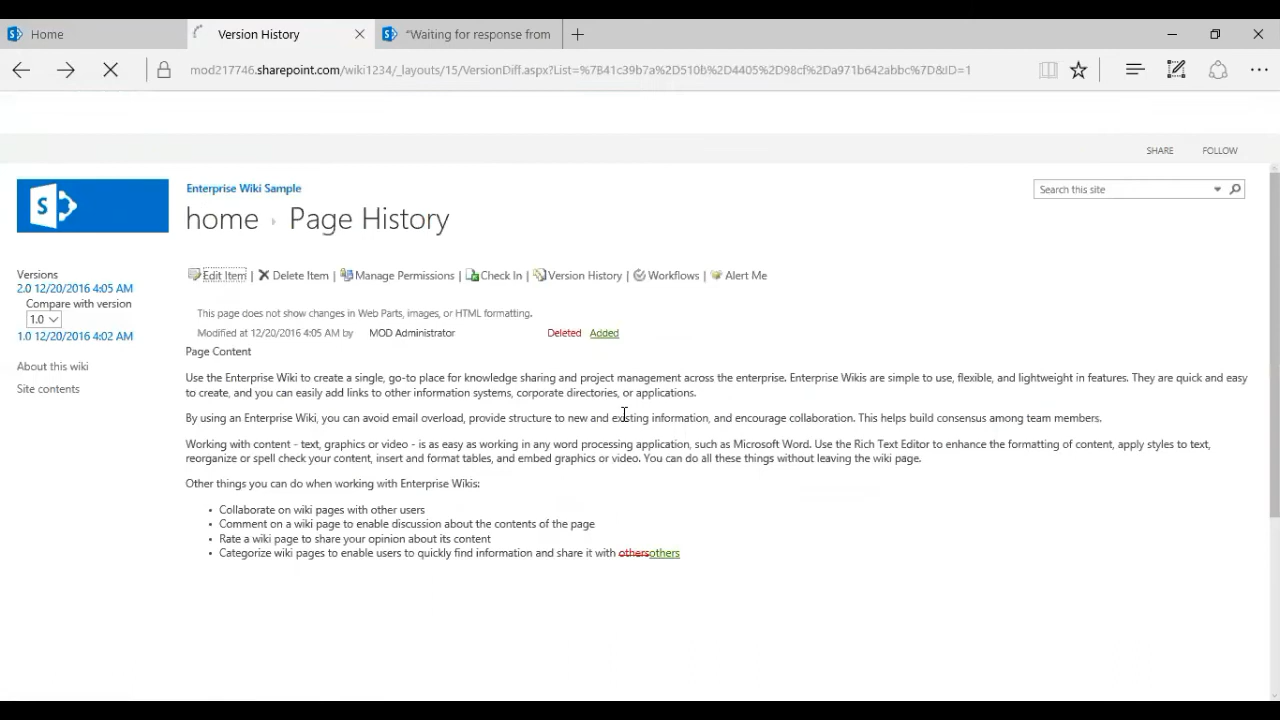 Home
Version History
"Waiting for response from
mod217746.sharepoint.com/wiki1234/_layouts/15/VersionDiff.aspx?List=%7B41c39b7a%2D510b%2D4405%2D98cf%2Da971b642abbc%7D&ID=1
SHARE FOLLOW
S
Enterprise Wiki Sample
Search this site
home Page History
Versions
2.0 12/20/2016 4:05 AM
Compare with version
1.0
1.0 12/20/2016 4:02 AM
About this wiki
Site contents
Edit Item | Delete Item | Manage Permissions | Check In | Version History | Workflows | Alert Me
This page does not show changes in Web Parts, images, or HTML formatting.
Modified at 12/20/2016 4:05 AM by MOD Administrator Deleted Added
Page Content
Use the Enterprise Wiki to create a single, go-to place for knowledge sharing and project management across the enterprise. Enterprise Wikis are simple to use, flexible, and lightweight in features. They are quick and easy
to create, and you can easily add links to other information systems, corporate directories, or applications.
By using an Enterprise Wiki, you can avoid email overload, provide structure to new and existing information, and encourage collaboration. This helps build consensus among team members.
Working with content - text, graphics or video - is as easy as working in any word processing application, such as Microsoft Word. Use the Rich Text Editor to enhance the formatting of content, apply styles to text,
reorganize or spell check your content, insert and format tables, and embed graphics or video. You can do all these things without leaving the wiki page.
Other things you can do when working with Enterprise Wikis:
• Collaborate on wiki pages with other users
• Comment on a wiki page to enable discussion about the contents of the page
• Rate a wiki page to share your opinion about its content
• Categorize wiki pages to enable users to quickly find information and share it with othersothers